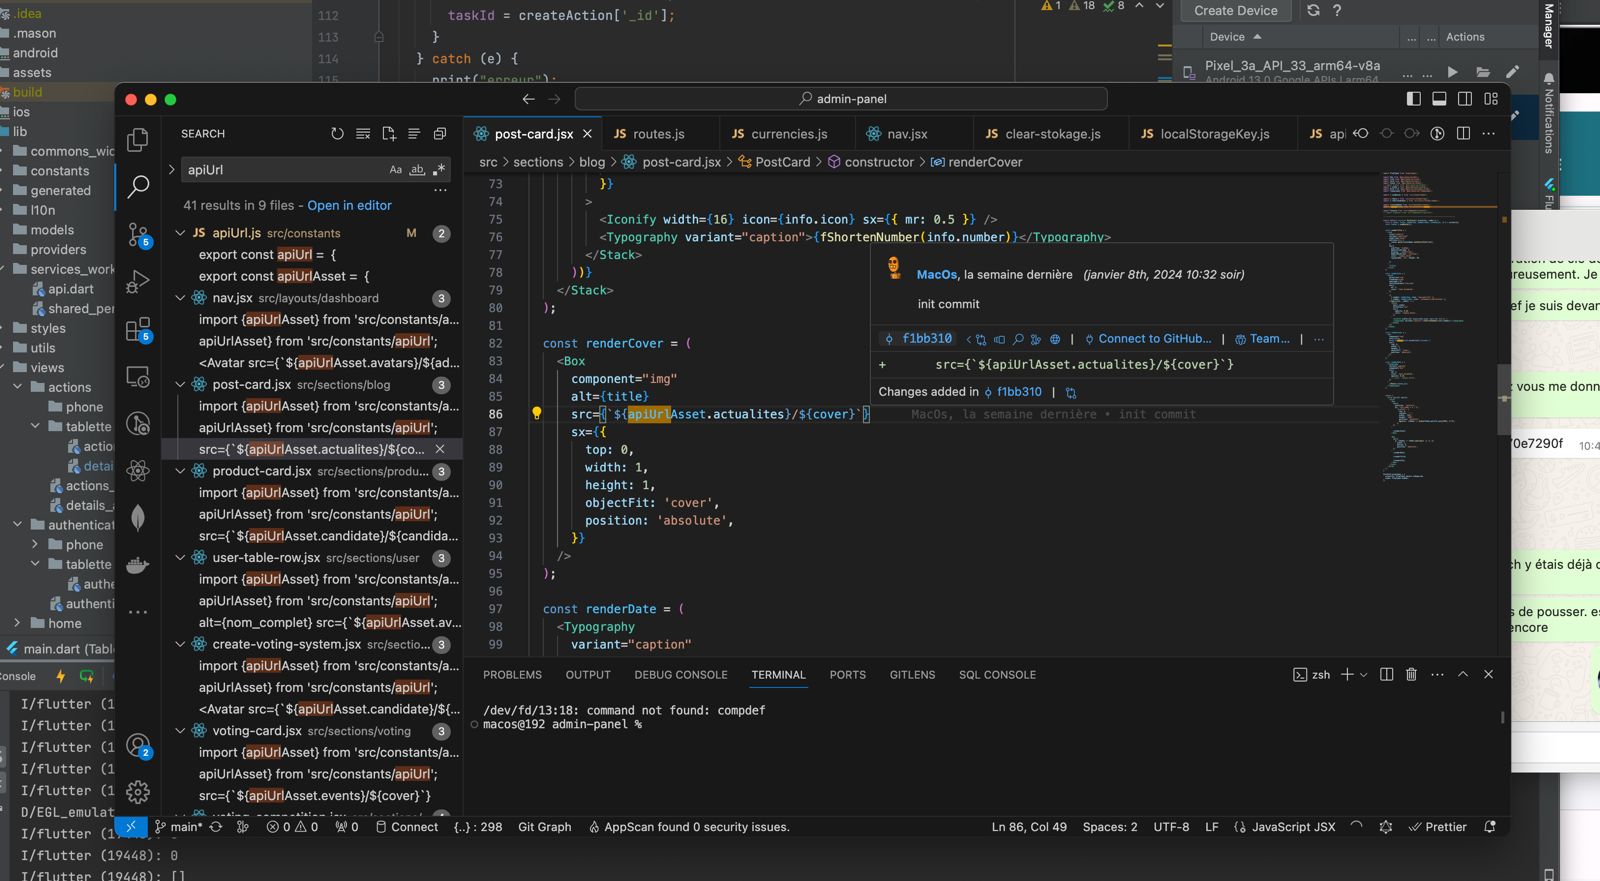 .idea
.mason
android
assets
build
ios
lib
constants
generated
l10n
models
providers
api.dart
styles
utils
views
actions
phone
tablette
phone
tablette
home
112
113
114
115
taskId = createAction['_id'];
}
} catch (e) {
print("erreur");
1 18 8
Create Device
?
Device
... ... Actions
Pixel_3a_API_33_arm64-v8a
Android 13.0 Google APIs | arm64
Manager
Notifications
admin-panel
SEARCH
apiUrl
Aa ab
41 results in 9 files - Open in editor
JS apiUrl.js src/constants M 2
export const apiUrl = {
export const apiUrlAsset = {
nav.jsx src/layouts/dashboard 3
import {apiUrlAsset} from 'src/constants/a...
apiUrlAsset} from 'src/constants/apiUrl';
<Avatar src={`${apiUrlAsset.avatars}/${ad...
post-card.jsx src/sections/blog 3
import {apiUrlAsset} from 'src/constants/a...
apiUrlAsset} from 'src/constants/apiUrl';
src={`${apiUrlAsset.actualites}/${co...
product-card.jsx src/sections/produ... 3
import {apiUrlAsset} from 'src/constants/a...
apiUrlAsset} from 'src/constants/apiUrl';
src={`${apiUrlAsset.candidate}/${candida...
user-table-row.jsx src/sections/user 3
import {apiUrlAsset} from 'src/constants/a...
apiUrlAsset} from 'src/constants/apiUrl';
alt={nom_complet} src={`${apiUrlAsset.av...
create-voting-system.jsx src/sectio... 3
import {apiUrlAsset} from 'src/constants/a...
apiUrlAsset} from 'src/constants/apiUrl';
<Avatar src={`${apiUrlAsset.candidate}/${...
voting-card.jsx src/sections/voting 3
import {apiUrlAsset} from 'src/constants/a...
apiUrlAsset} from 'src/constants/apiUrl';
src={`${apiUrlAsset.events}/${cover}`}
5
5
2
post-card.jsx
JS routes.js
JS currencies.js
nav.jsx
JS clear-stokage.js
JS localStorageKey.js
JS
src > sections > blog > post-card.jsx > PostCard > constructor > renderCover
73 }}
74 >
75 <Iconify width={16} icon={info.icon} sx={{ mr: 0.5 }} />
76 <Typography variant="caption">{fShortenNumber(info.number)}</Typography>
77 </Stack>
78 ))}
79 </Stack>
80 );
81
82 const renderCover = (
83 <Box
84 component="img"
85 alt={title}
86 src={`${apiUrlAsset.actualites}/${cover}`} MacOs, la semaine dernière • init commit
87 sx={{
88 top: 0,
89 width: 1,
90 height: 1,
91 objectFit: 'cover',
92 position: 'absolute',
93 }}
94 />
95 );
96
97 const renderDate = (
98 <Typography
99 variant="caption"
MacOs, la semaine dernière (janvier 8th, 2024 10:32 soir)
init commit
f1bb310 | Connect to GitHub... | Team... | ...
+ src={`${apiUrlAsset.actualites}/${cover}`}
Changes added in f1bb310 |
PROBLEMS OUTPUT DEBUG CONSOLE TERMINAL PORTS GITLENS SQL CONSOLE
zsh
/dev/fd/13:18: command not found: compdef
macos@192 admin-panel %
main* 0 0 0 Connect {..} : 298 Git Graph AppScan found 0 security issues.
Ln 86, Col 49 Spaces: 2 UTF-8 LF JavaScript JSX Prettier
ef je suis
vous me
10:4
y étais déjà
s de pousser.
encore
main.dart
I/flutter (1
I/flutter (1
I/flutter (1
I/flutter (1
I/flutter (1
I/flutter (19448): 0
I/flutter (19448): []